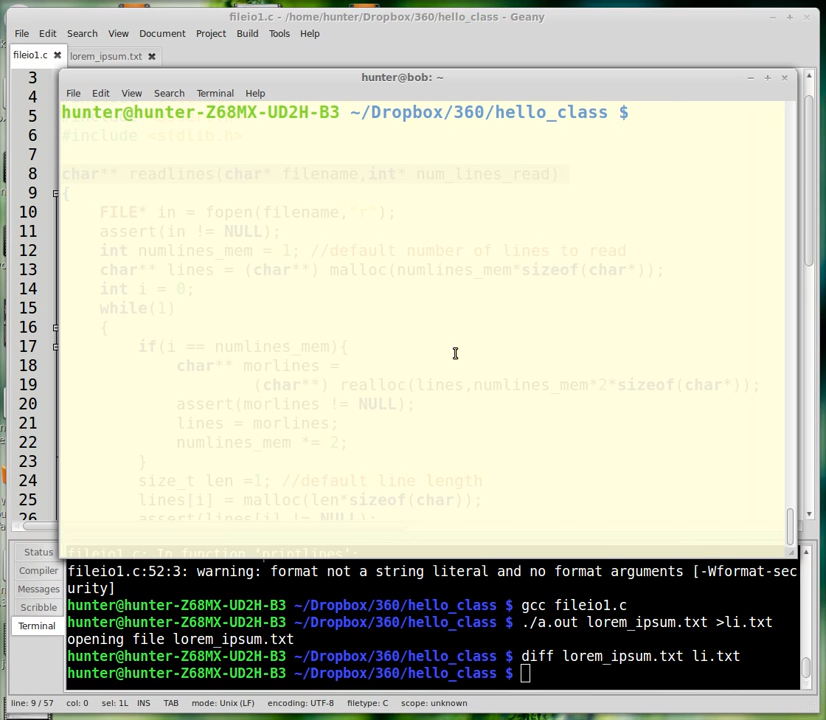 fileio1.c - /home/hunter/Dropbox/360/hello_class - Geany
File Edit Search View Document Project Build Tools Help
fileio1.c lorem_ipsum.txt
hunter@bob: ~
File Edit View Search Terminal Help
3
4
hunter@hunter-Z68MX-UD2H-B3 ~/Dropbox/360/hello_class $
5
6 #include <stdlib.h>
7
8 char** readlines(char* filename,int* num_lines_read)
9 {
10 FILE* in = fopen(filename,"r");
11 assert(in != NULL);
12 int numlines_mem = 1; //default number of lines to read
13 char** lines = (char**) malloc(numlines_mem*sizeof(char*));
14 int i = 0;
15 while(1)
16 {
17 if(i == numlines_mem){
18 char** morlines =
19 (char**) realloc(lines,numlines_mem*2*sizeof(char*));
20 assert(morlines != NULL);
21 lines = morlines;
22 numlines_mem *= 2;
23 }
24 size_t len =1; //default line length
25 lines[i] = malloc(len*sizeof(char));
26 assert(lines[i] != NULL);
fileio1.c: In function 'printlines':
Status
Compiler
Messages
Scribble
Terminal
fileio1.c:52:3: warning: format not a string literal and no format arguments [-Wformat-sec
urity]
hunter@hunter-Z68MX-UD2H-B3 ~/Dropbox/360/hello_class $ gcc fileio1.c
hunter@hunter-Z68MX-UD2H-B3 ~/Dropbox/360/hello_class $ ./a.out lorem_ipsum.txt >li.txt
opening file lorem_ipsum.txt
hunter@hunter-Z68MX-UD2H-B3 ~/Dropbox/360/hello_class $ diff lorem_ipsum.txt li.txt
hunter@hunter-Z68MX-UD2H-B3 ~/Dropbox/360/hello_class $
line: 9 / 57 col: 0 sel: 1L INS TAB mode: Unix (LF) encoding: UTF-8 filetype: C scope: unknown